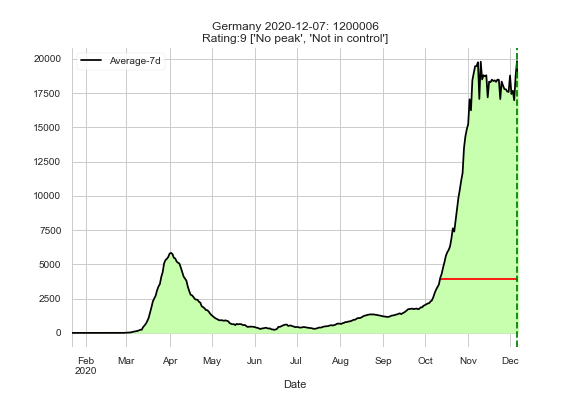 Germany 2020-12-07: 1200006
Rating:9 ['No peak', 'Not in control']
Average-7d
20000
17500
15000
12500
10000
7500
5000
2500
0
Feb Mar Apr May Jun Jul Aug Sep Oct Nov Dec
2020
Date